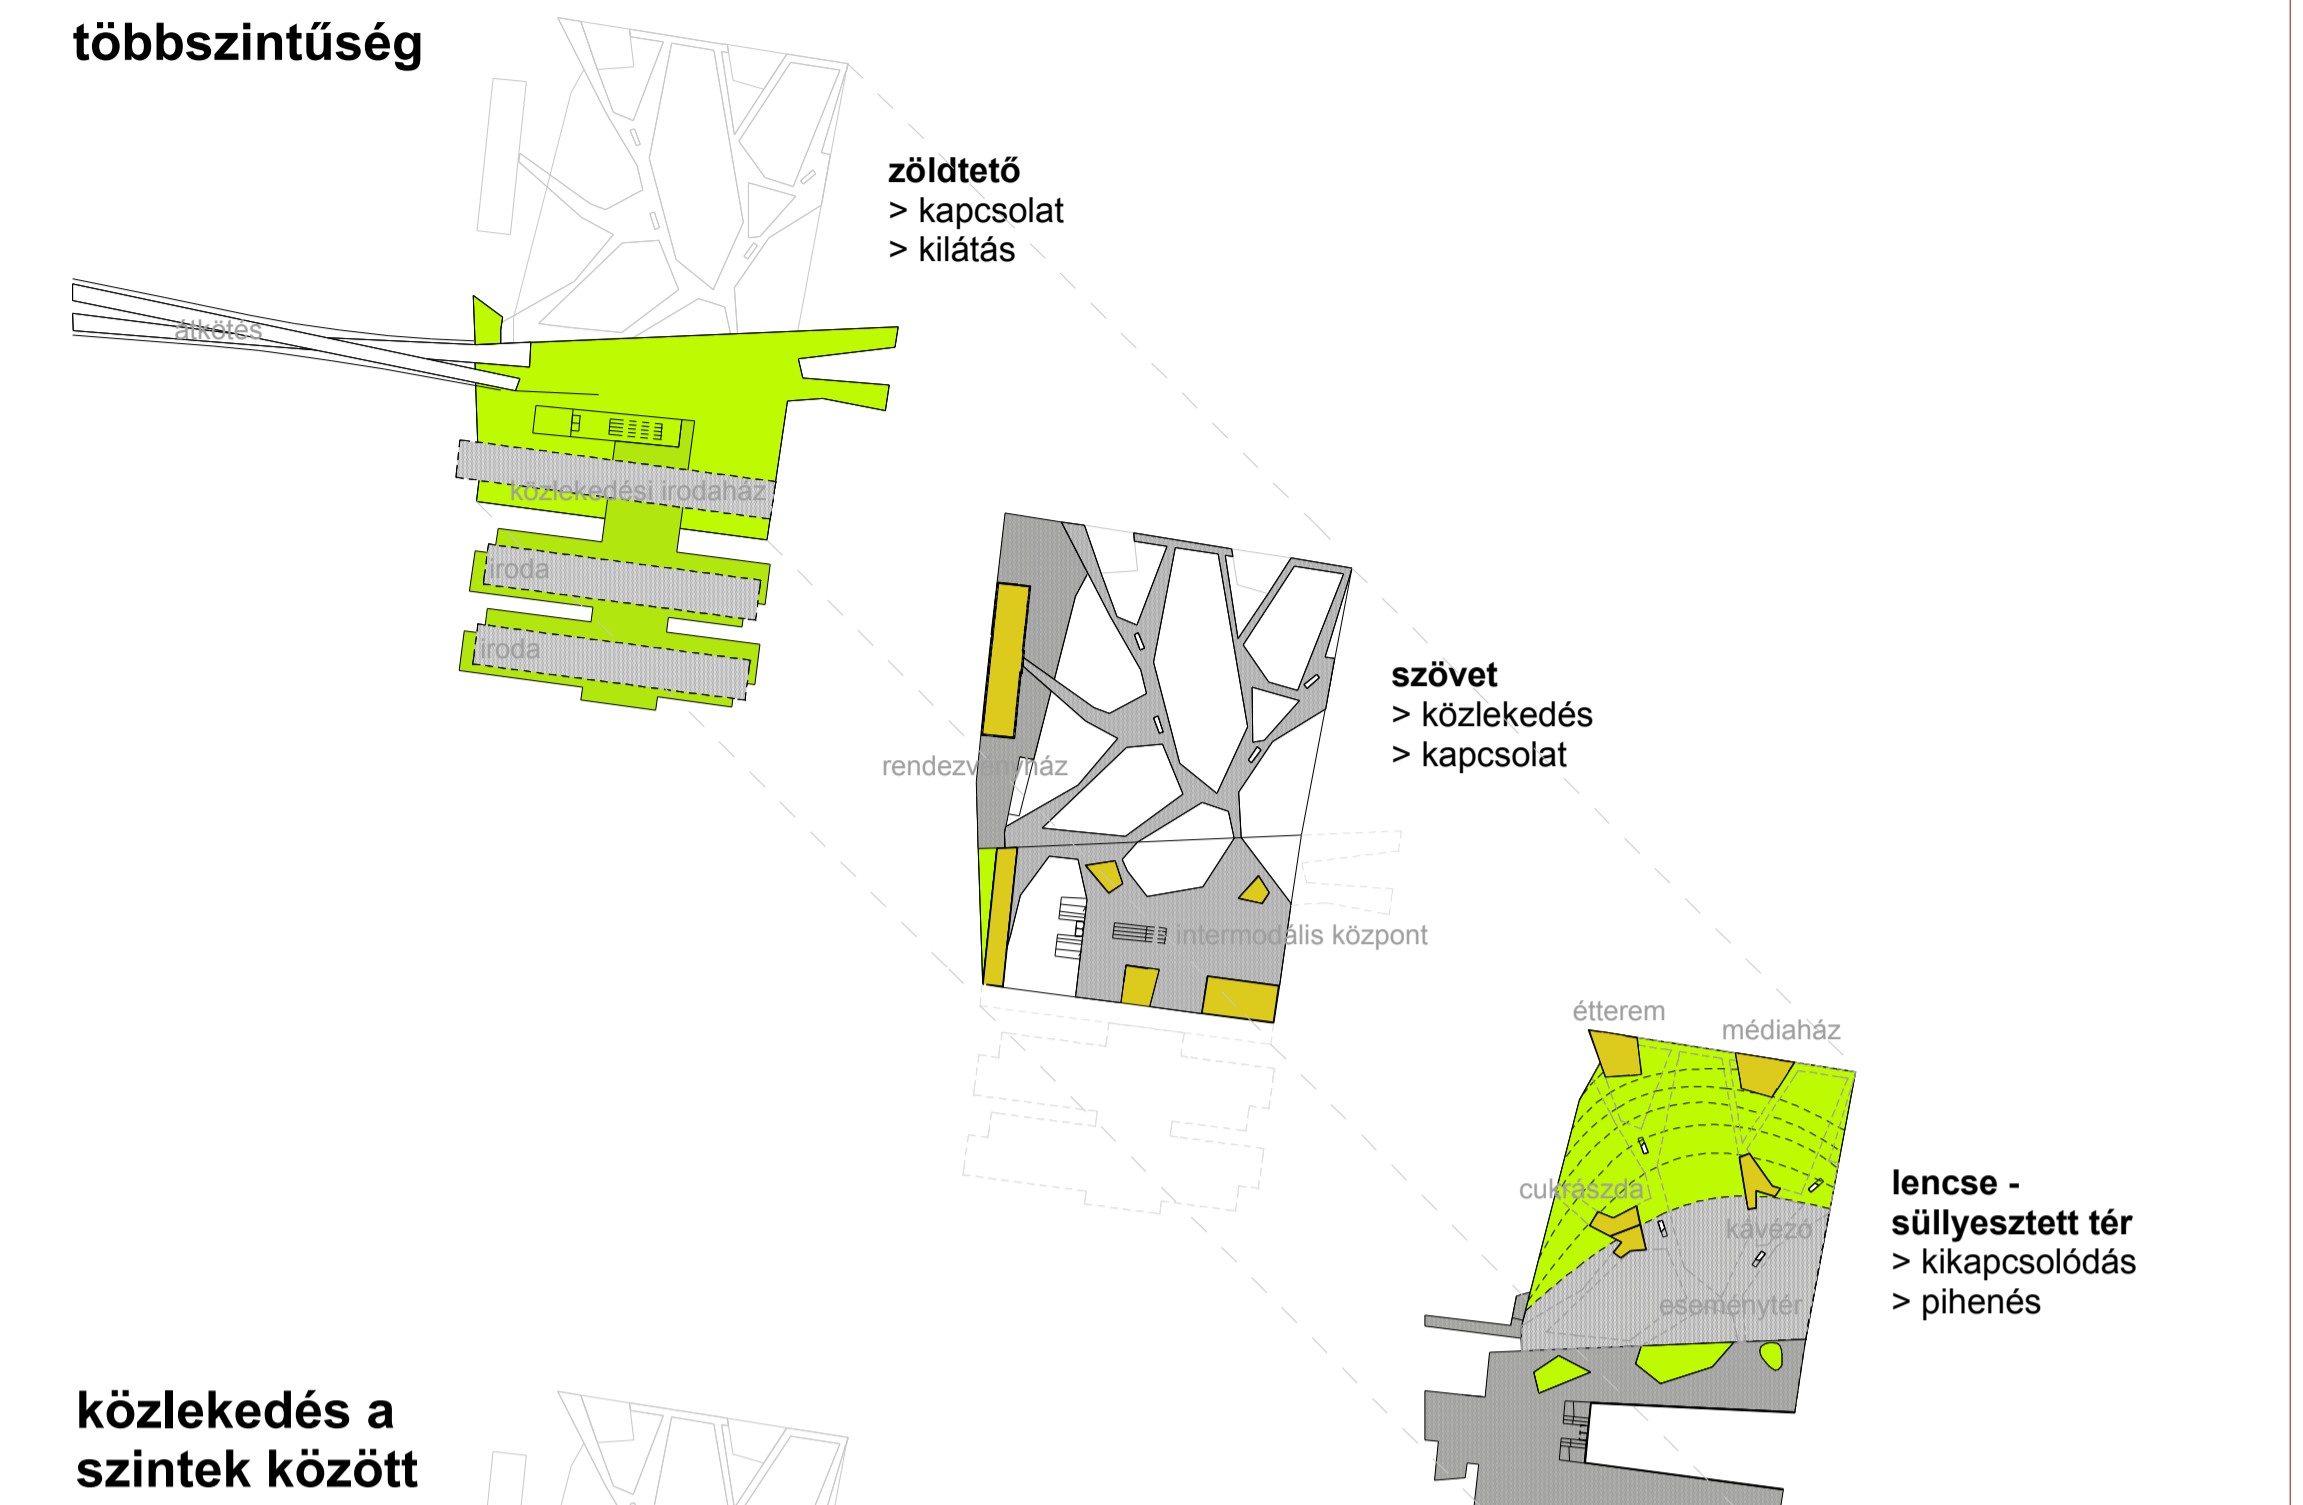 többszintűség
zöldtető
> kapcsolat
> kilátás
átkötés
közlekedési irodaház
iroda
iroda
szövet
> közlekedés
> kapcsolat
rendezvényház
intermodális központ
étterem
médiaház
cukrászda
kávézó
eseménytér
lencse -
süllyesztett tér
> kikapcsolódás
> pihenés
közlekedés a
szintek között